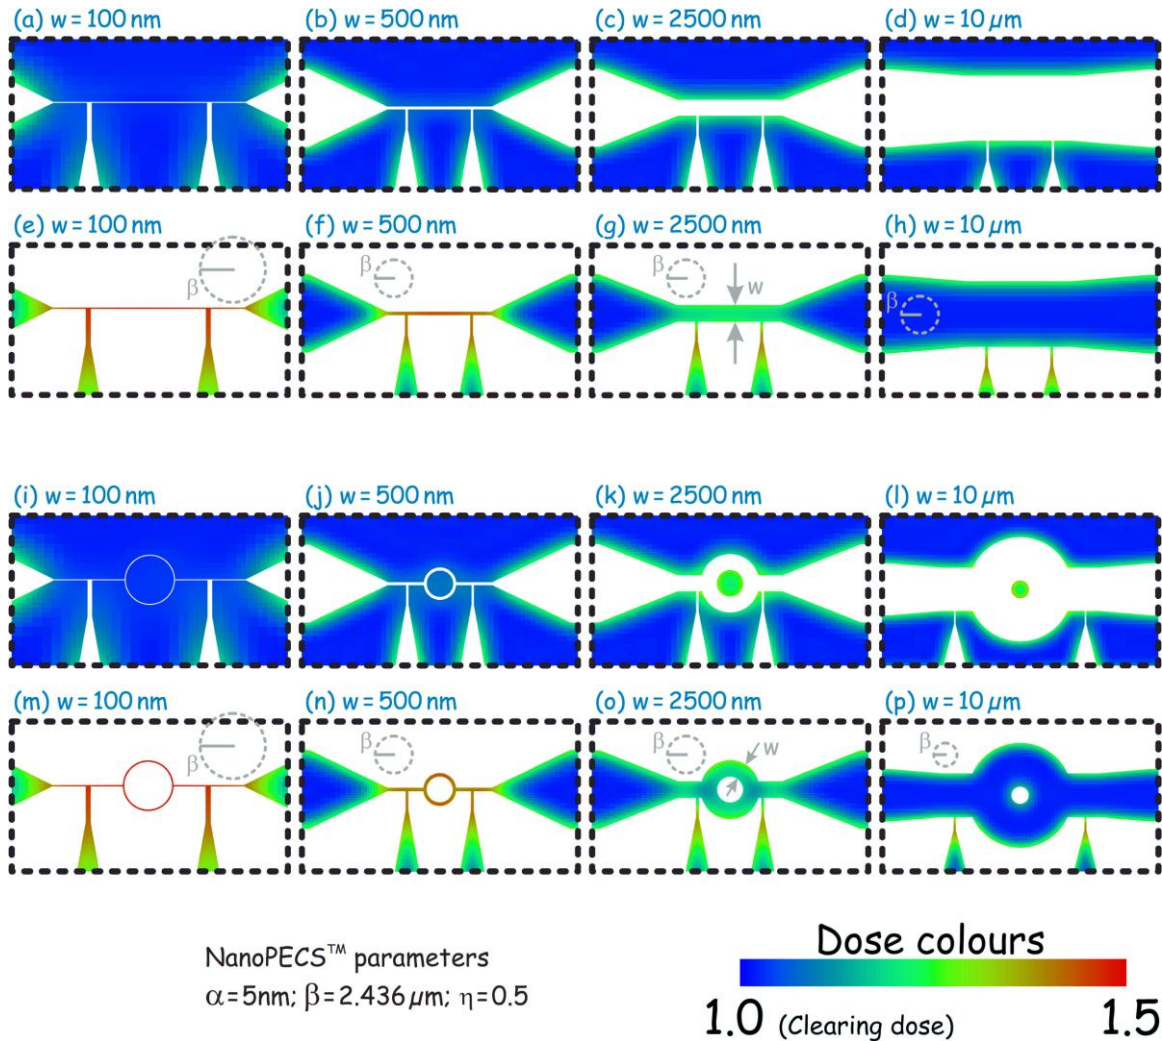 (a) w = 100 nm (b) w = 500 nm (c) w = 2500 nm (d) w = 10 μm
(e) w = 100 nm (f) w = 500 nm (g) w = 2500 nm (h) w = 10 μm
β β β w β
(i) w = 100 nm (j) w = 500 nm (k) w = 2500 nm (l) w = 10 μm
(m) w = 100 nm (n) w = 500 nm (o) w = 2500 nm (p) w = 10 μm
β β β w β
NanoPECS™ parameters
α=5nm; β=2.436 μm; η=0.5
Dose colours
1.0 (Clearing dose) 1.5